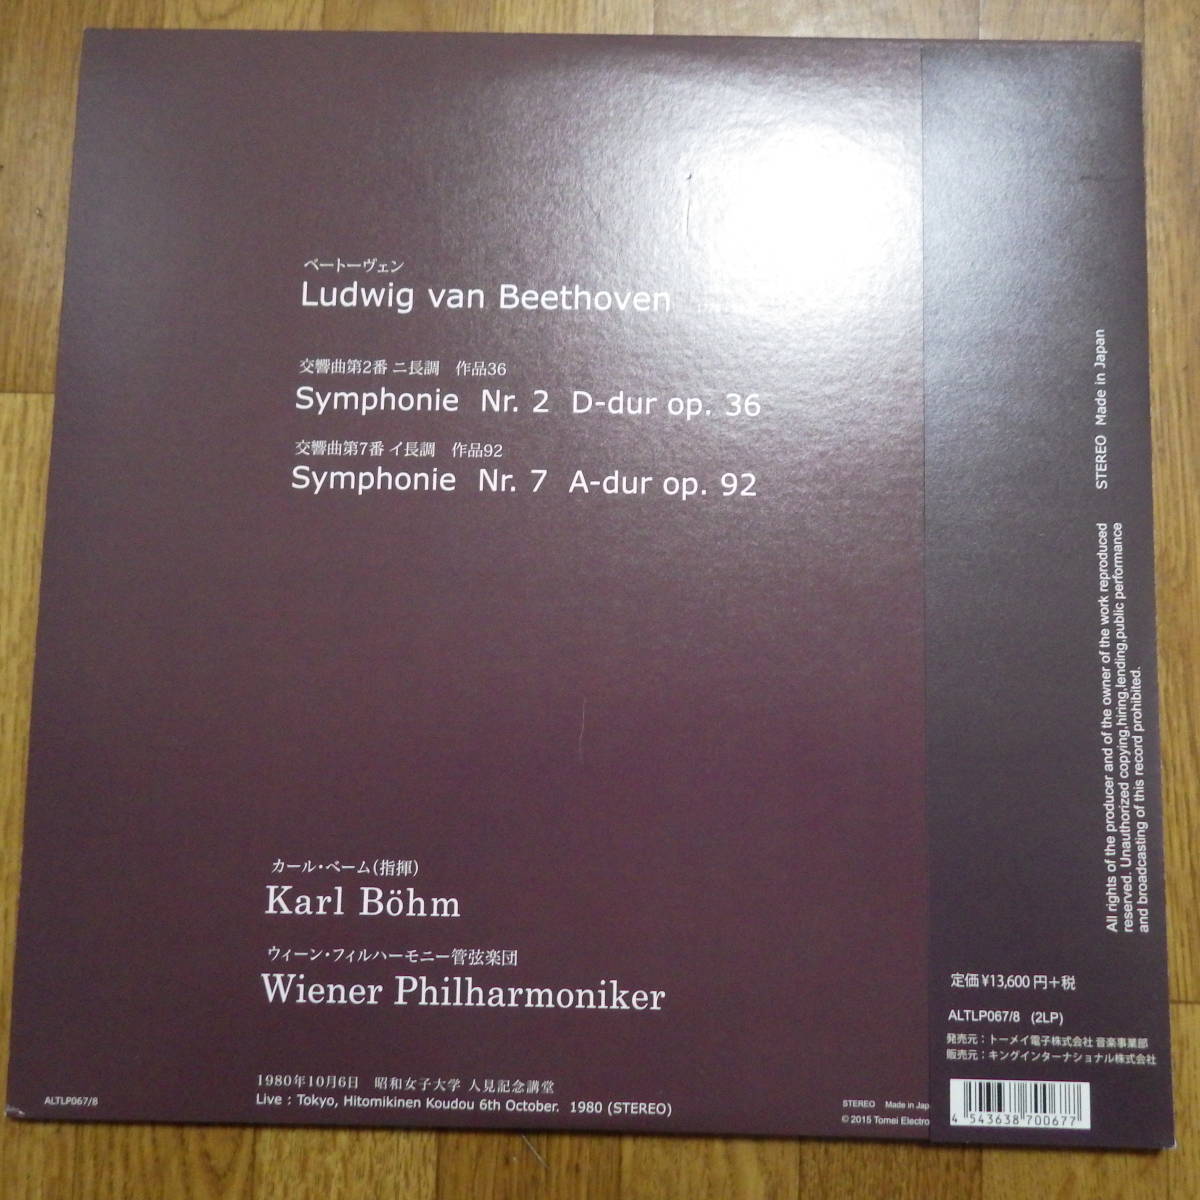 ベートーヴェン
Ludwig van Beethoven
交響曲第2番 ニ長調　作品36
Symphonie Nr. 2 D-dur op. 36
交響曲第7番 イ長調　作品92
Symphonie Nr. 7 A-dur op. 92
カール・ベーム(指揮)
Karl Böhm
ウィーン・フィルハーモニー管弦楽団
Wiener Philharmoniker
1980年10月6日　昭和女子大学 人見記念講堂
Live : Tokyo, Hitomikinen Koudou 6th October. 1980 (STEREO)
ALTLP067/8
STEREO Made in Jap
© 2015 Tomei Electro
STEREO Made in Japan
All rights of the producer and of the owner of the work reproduced
reserved. Unauthorized copying,hiring,lending,public performance
and broadcasting of this record prohibited.
定価¥13,600円+税
ALTLP067/8 (2LP)
発売元：トーメイ電子株式会社 音楽事業部
販売元：キングインターナショナル株式会社
4 543638 700677